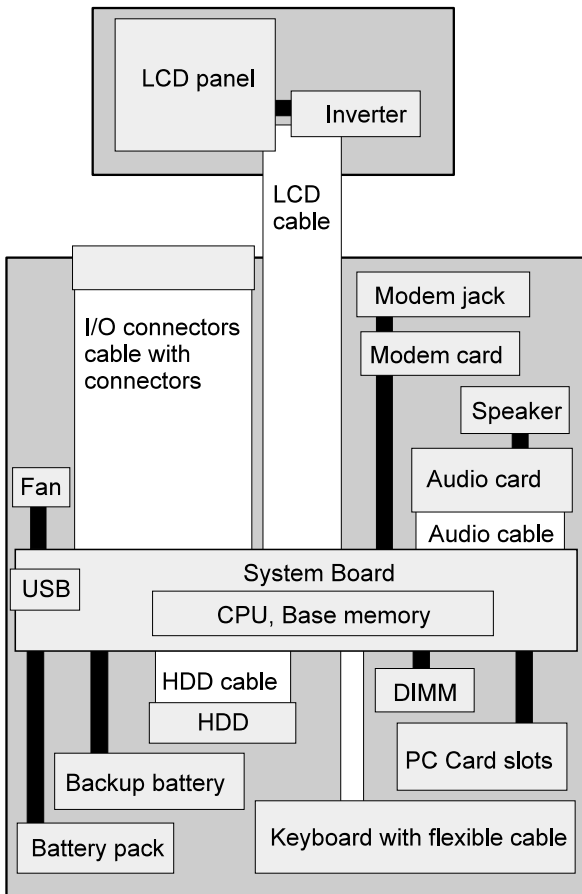 LCD panel
Inverter
LCD
cable
I/O connectors
cable with
connectors
Modem jack
Modem card
Speaker
Audio card
Fan
Audio cable
System Board
USB
CPU, Base memory
HDD cable
DIMM
HDD
PC Card slots
Backup battery
Keyboard with flexible cable
Battery pack